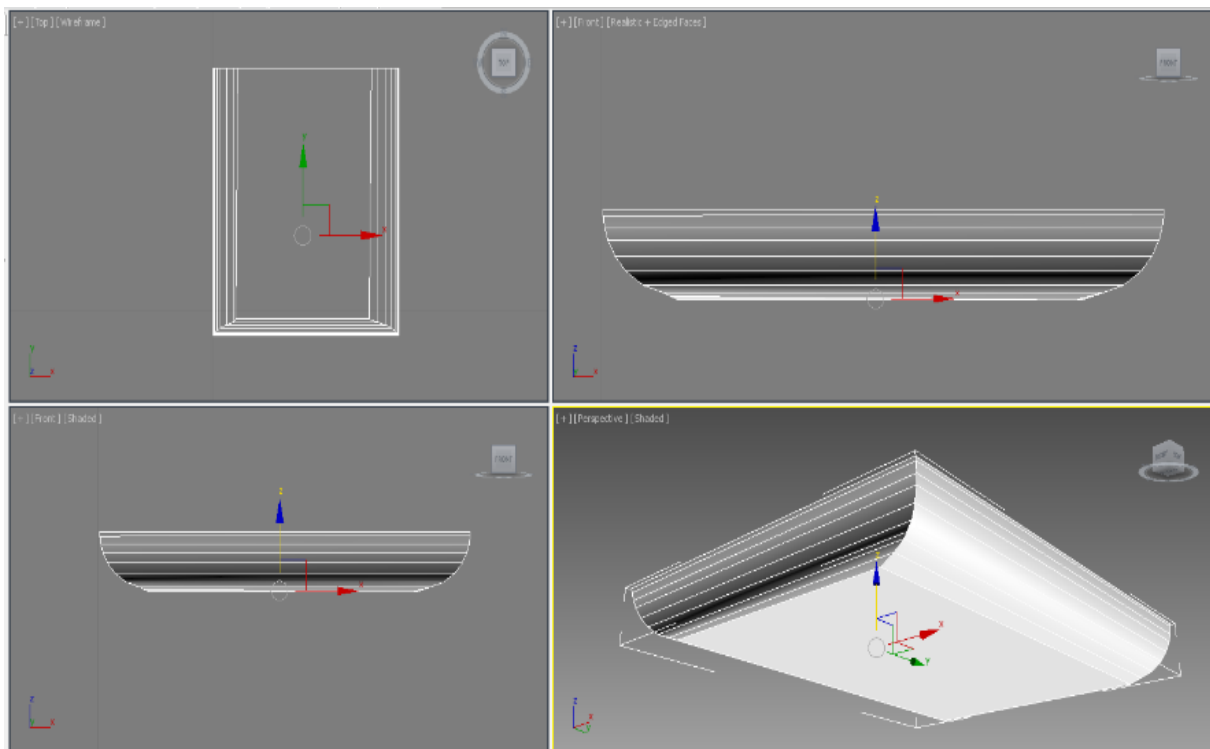 [+] [Top] [Wireframe]
TOP
y
x
y
z x
[+] [Front] [Realistic + Edged Faces]
FRONT
z
x
z
x
[+] [Front] [Shaded]
FRONT
z
x
z
y x
[+] [Perspective] [Shaded]
z
x
y
z
x
y